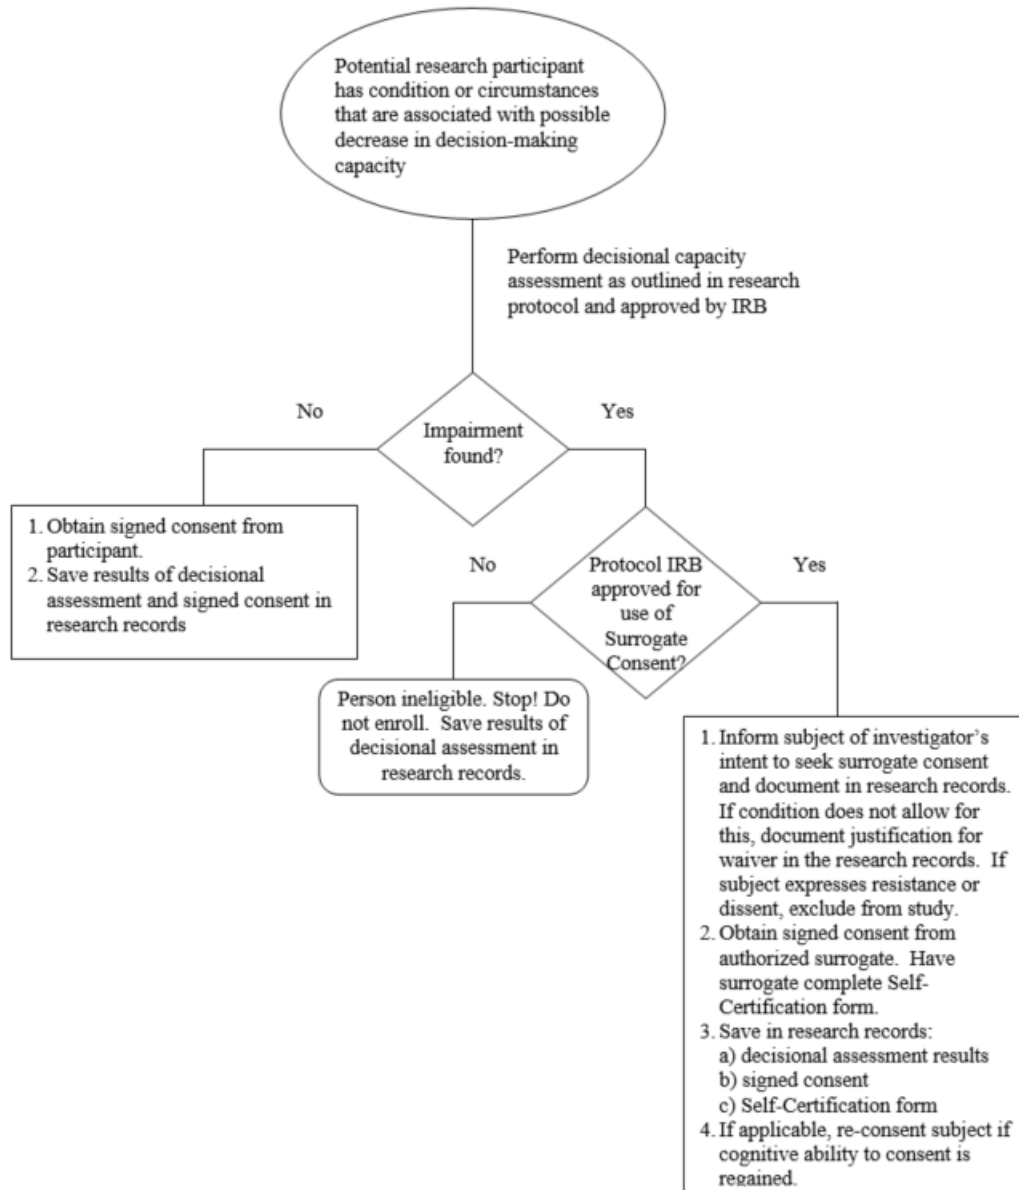 Potential research participant
has condition or circumstances
that are associated with possible
decrease in decision-making
capacity
Perform decisional capacity
assessment as outlined in research
protocol and approved by IRB
No
Yes
Impairment
found?
1. Obtain signed consent from
participant.
2. Save results of decisional
assessment and signed consent in
research records
No
Yes
Protocol IRB
approved for
use of
Surrogate
Consent?
Person ineligible. Stop! Do
not enroll.  Save results of
decisional assessment in
research records.
1. Inform subject of investigator’s
intent to seek surrogate consent
and document in research records.
If condition does not allow for
this, document justification for
waiver in the research records.  If
subject expresses resistance or
dissent, exclude from study.
2. Obtain signed consent from
authorized surrogate.  Have
surrogate complete Self-
Certification form.
3. Save in research records:
a) decisional assessment results
b) signed consent
c) Self-Certification form
4. If applicable, re-consent subject if
cognitive ability to consent is
regained.